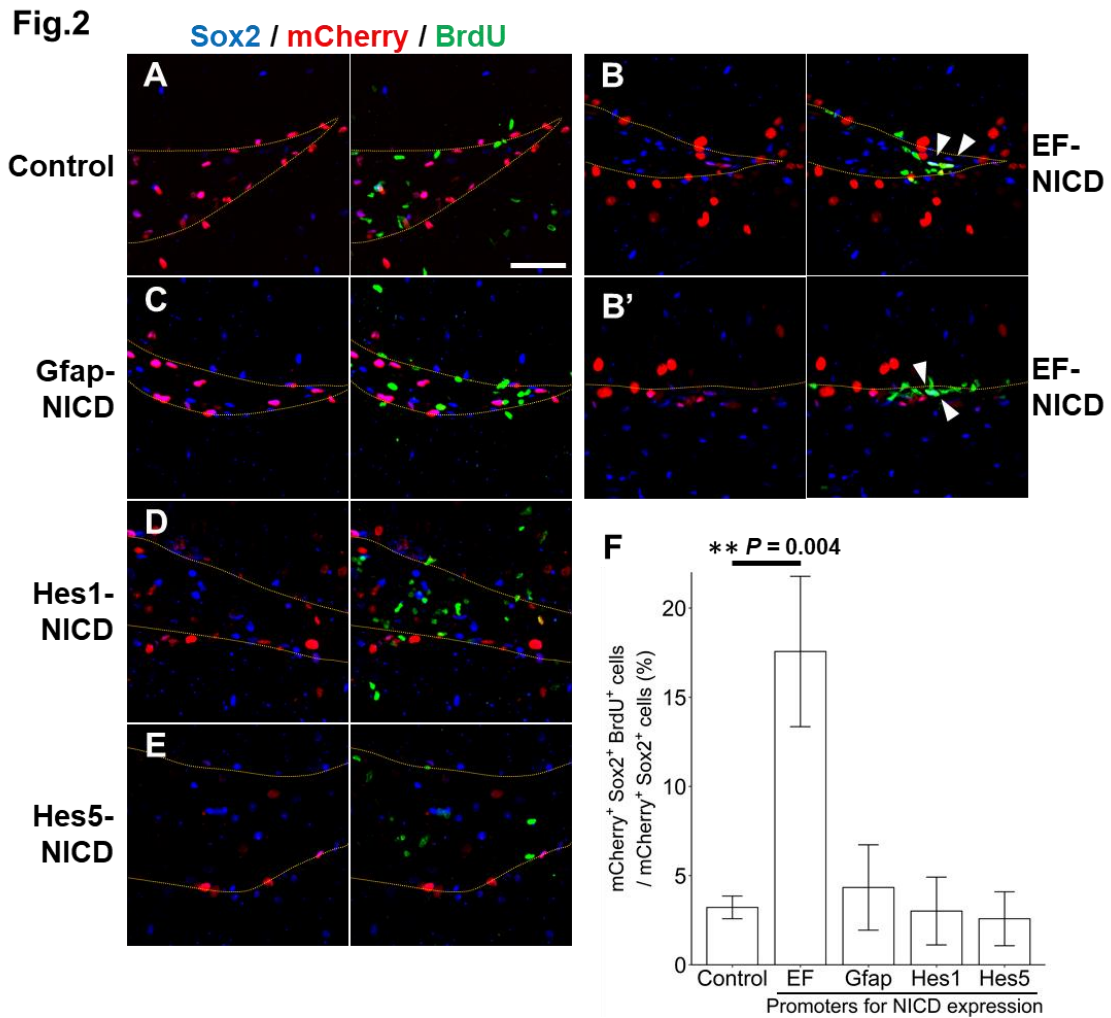 Fig.2
Sox2 / mCherry / BrdU
A
Control
B
EF-
NICD
C
Gfap-
NICD
B’
EF-
NICD
D
Hes1-
NICD
E
Hes5-
NICD
F
** P = 0.004
mCherry⁺ Sox2⁺ BrdU⁺ cells
/ mCherry⁺ Sox2⁺ cells (%)
20
15
10
5
0
Control EF Gfap Hes1 Hes5
Promoters for NICD expression